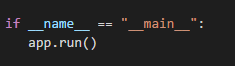 if __name__ == "__main__":
    app.run()